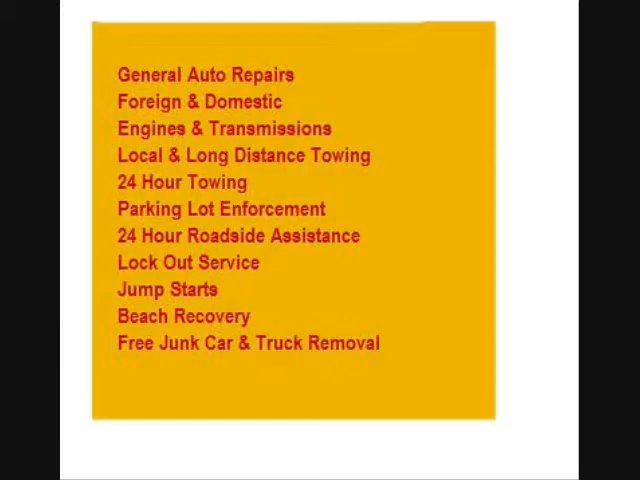 General Auto Repairs
Foreign & Domestic
Engines & Transmissions
Local & Long Distance Towing
24 Hour Towing
Parking Lot Enforcement
24 Hour Roadside Assistance
Lock Out Service
Jump Starts
Beach Recovery
Free Junk Car & Truck Removal